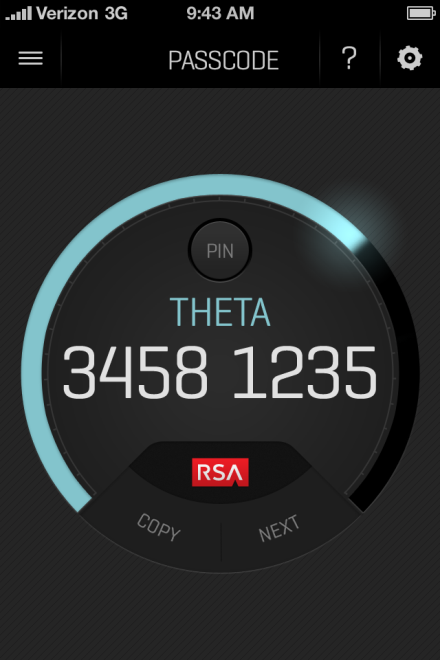 Verizon 3G 9:43 AM
PASSCODE ?
PIN
THETA
3458 1235
RSA
COPY NEXT